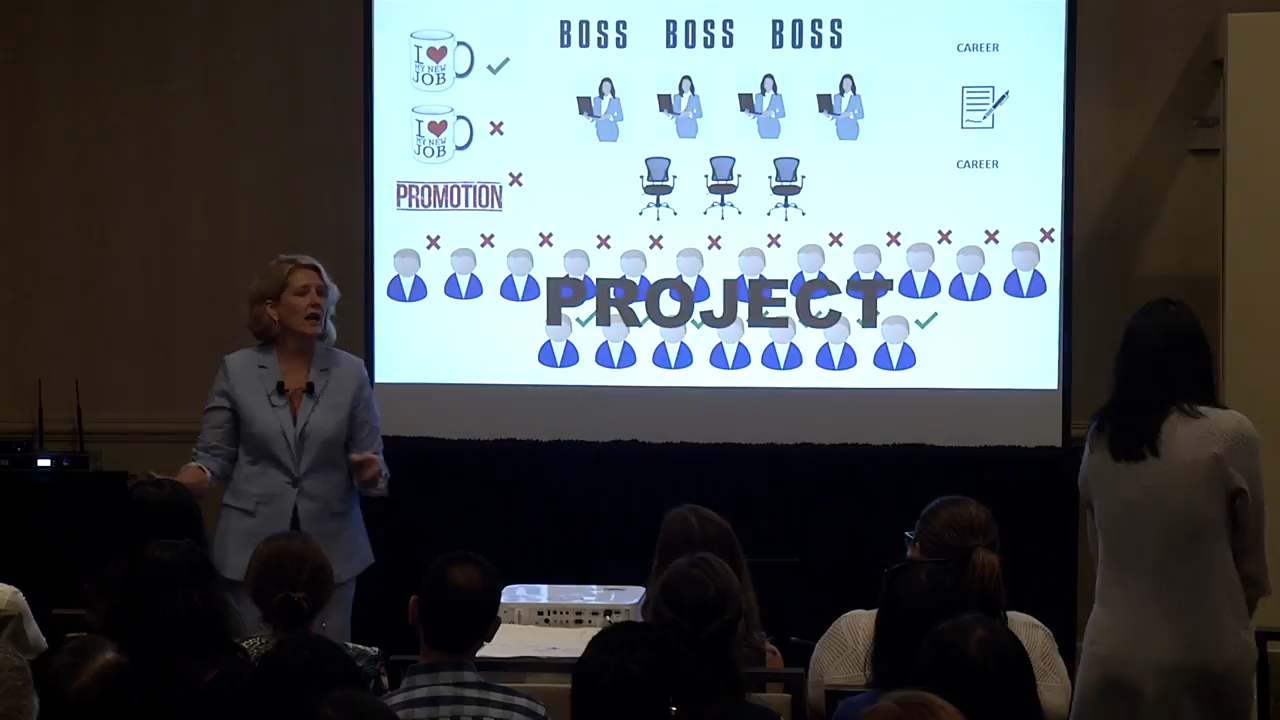 BOSS BOSS BOSS
I ❤
MY NEW
JOB
I ❤
MY NEW
JOB
PROMOTION
CAREER
CAREER
PROJECT